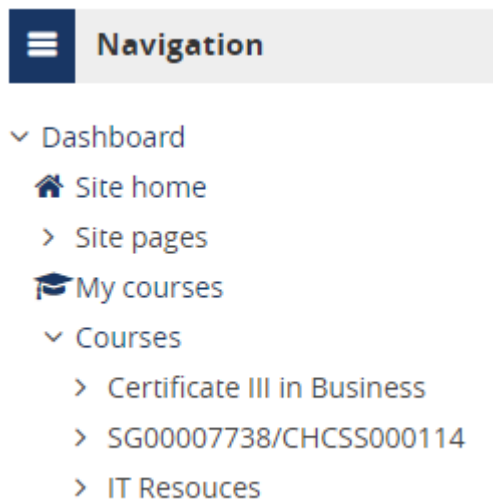 Navigation
Dashboard
Site home
Site pages
My courses
Courses
Certificate III in Business
SG00007738/CHCSS000114
IT Resouces